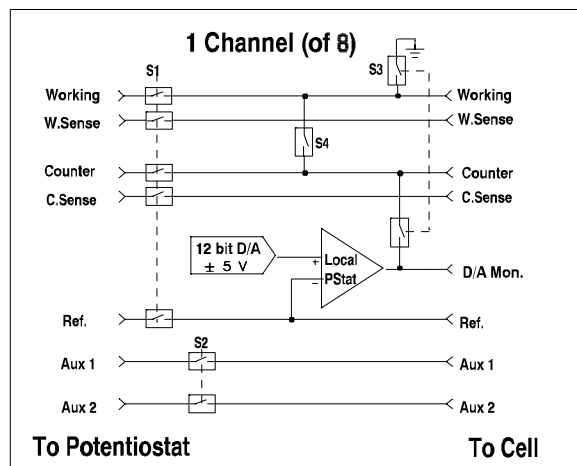 1 Channel (of 8)
S1
S3
Working
Working
W.Sense
W.Sense
S4
Counter
Counter
C.Sense
C.Sense
12 bit D/A
± 5 V
+ Local
− PStat
D/A Mon.
Ref.
Ref.
S2
Aux 1
Aux 1
Aux 2
Aux 2
To Potentiostat
To Cell